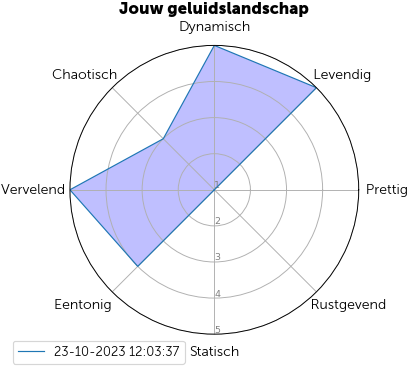 Jouw geluidslandschap
Dynamisch
Chaotisch
Levendig
Vervelend
1
Prettig
2
3
4
Eentonig
Rustgevend
5
23-10-2023 12:03:37
Statisch